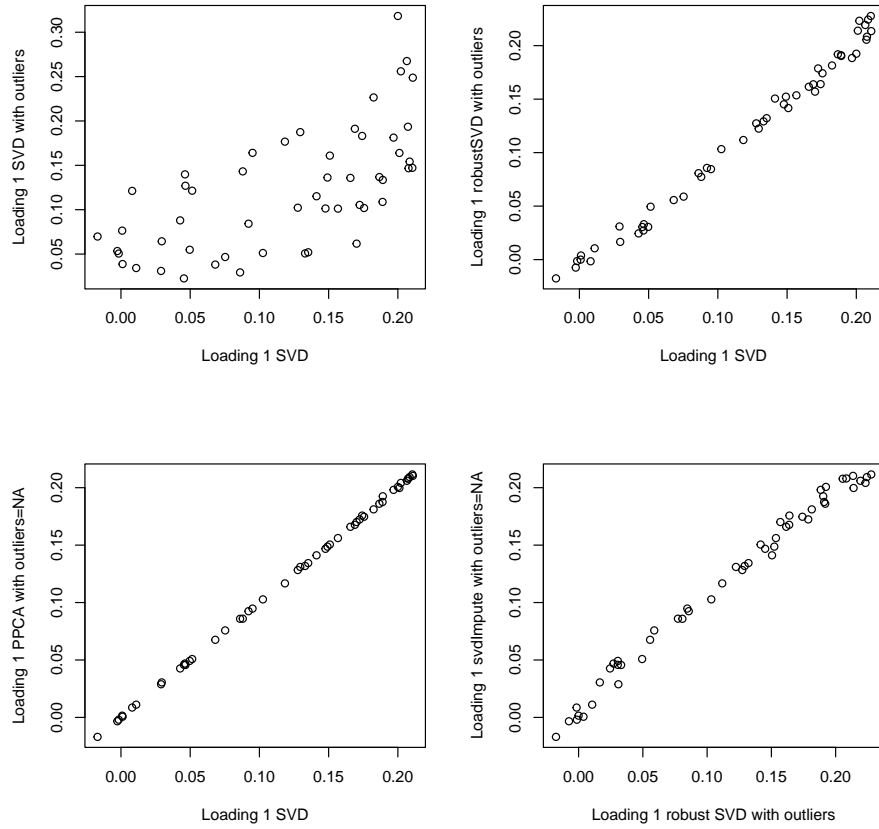 0.00 0.05 0.10 0.15 0.20
0.05 0.10 0.15 0.20 0.25 0.30
Loading 1 SVD
Loading 1 SVD with outliers
0.00 0.05 0.10 0.15 0.20
0.00 0.05 0.10 0.15 0.20
Loading 1 SVD
Loading 1 robustSVD with outliers
0.00 0.05 0.10 0.15 0.20
0.00 0.05 0.10 0.15 0.20
Loading 1 SVD
Loading 1 PPCA with outliers=NA
0.00 0.05 0.10 0.15 0.20
0.00 0.05 0.10 0.15 0.20
Loading 1 robust SVD with outliers
Loading 1 svdImpute with outliers=NA